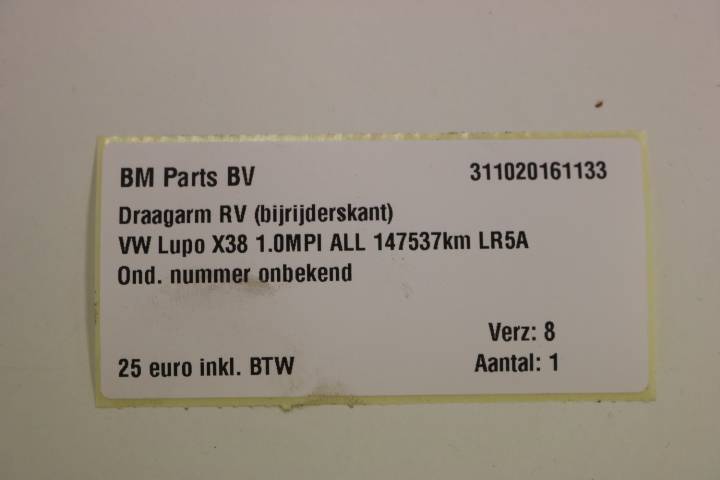 BM Parts BV 311020161133
Draagarm RV (bijrijderskant)
VW Lupo X38 1.0MPI ALL 147537km LR5A
Ond. nummer onbekend
Verz: 8
25 euro inkl. BTW Aantal: 1